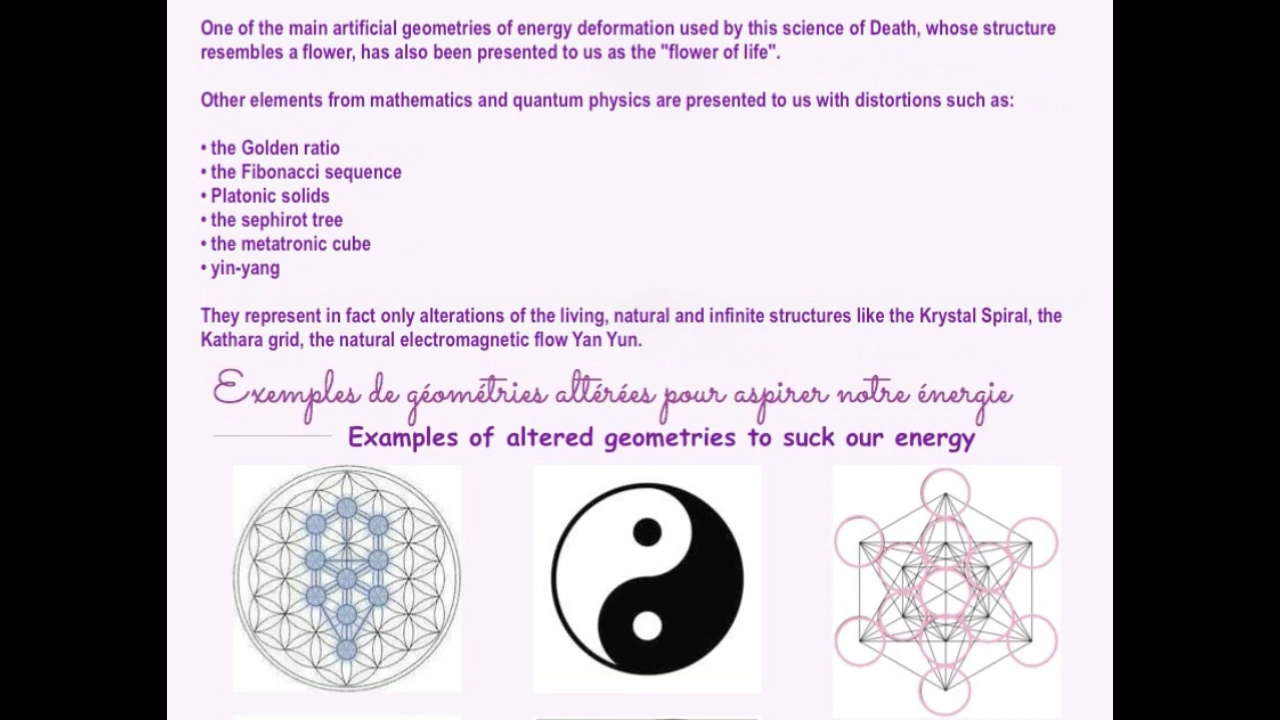 One of the main artificial geometries of energy deformation used by this science of Death, whose structure
resembles a flower, has also been presented to us as the "flower of life".
Other elements from mathematics and quantum physics are presented to us with distortions such as:
• the Golden ratio
• the Fibonacci sequence
• Platonic solids
• the sephirot tree
• the metatronic cube
• yin-yang
They represent in fact only alterations of the living, natural and infinite structures like the Krystal Spiral, the
Kathara grid, the natural electromagnetic flow Yan Yun.
Exemples de géométries altérées pour aspirer notre énergie
Examples of altered geometries to suck our energy